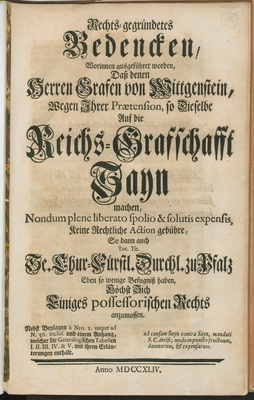 Rechts-gegründetes
Bedencken,
Worinnen ausgeführet worden,
Daß denen
Herren Grafen von Wittgenstein,
Wegen Ihrer Prætension, so Dieselbe
Auf die
Reichs-Grafschafft
Sayn
machen,
Nondum plene liberato spolio & solutis expensis,
Keine Rechtliche Action gebühre,
So dann auch
Tot. Tit.
Se. Chur-Fürstl. Durchl. zu Pfalz
Eben so wenige Befugniß haben,
Höchst Sich
Einiges possessorischen Rechts
anzumassen.
Nebst Beylagen à Nro. 1. usque ad
N. 56. inclus. und einem Anhang,
welcher die Genealogischen Tabellen
I. II. III. IV. & V. mit ihren Erläu-
terungen enthält.
ad causam Sayn contra Sayn, mandati
S. C. arctior. modo in puncto fructuum,
damnorum, & expensarum.
Anno MDCCXLIV.